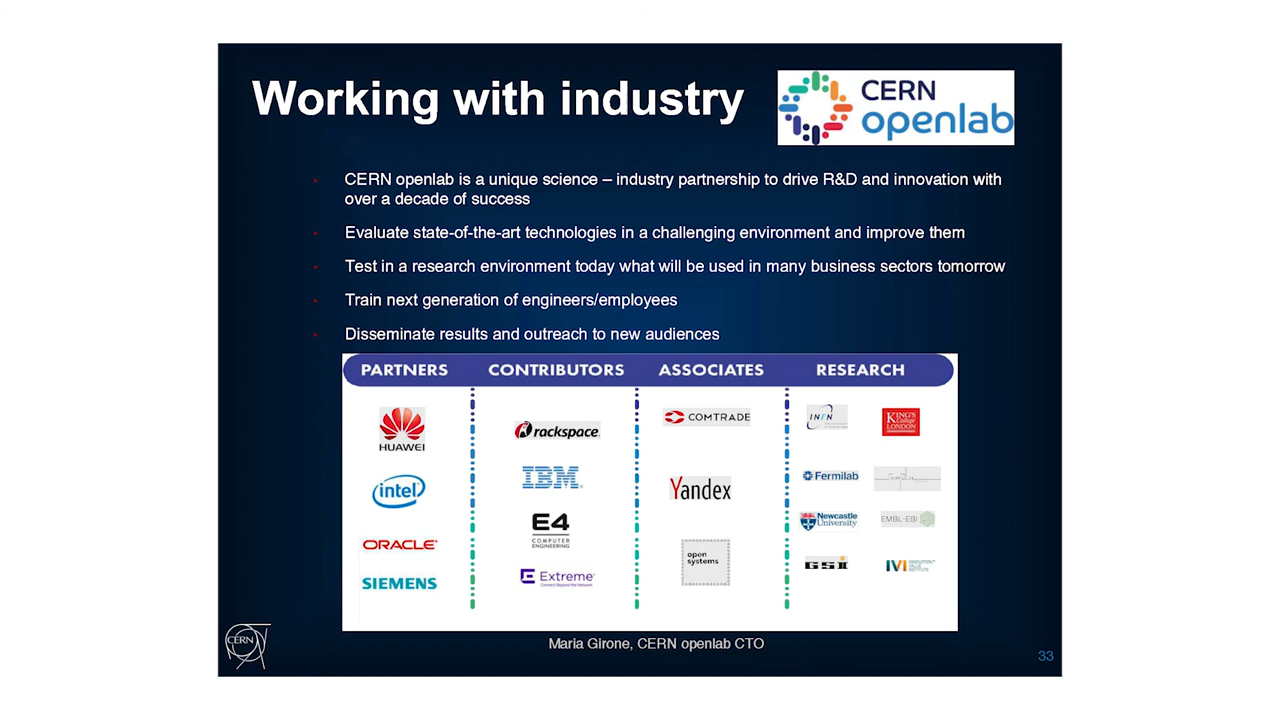 Working with industry
CERN
openlab
CERN openlab is a unique science – industry partnership to drive R&D and innovation with
over a decade of success
Evaluate state-of-the-art technologies in a challenging environment and improve them
Test in a research environment today what will be used in many business sectors tomorrow
Train next generation of engineers/employees
Disseminate results and outreach to new audiences
PARTNERS
CONTRIBUTORS
ASSOCIATES
RESEARCH
HUAWEI
intel
ORACLE
SIEMENS
rackspace
IBM
E4
COMPUTER
ENGINEERING
Extreme
Connect Beyond the Network
COMTRADE
Yandex
open
systems
INFN
KING'S
College
LONDON
Fermilab
Newcastle
University
EMBL-EBI
GSI
IVI
INNOVATION
VALUE
INSTITUTE
CERN
Maria Girone, CERN openlab CTO
33